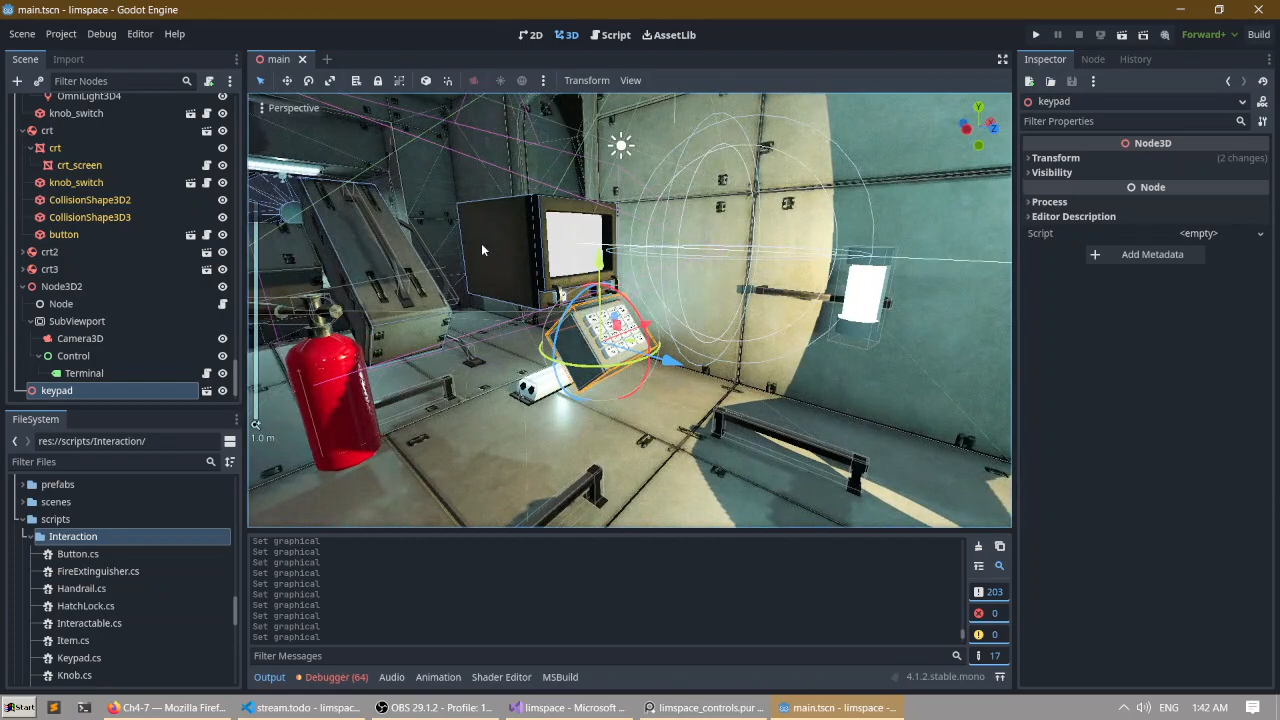 main.tscn - limspace - Godot Engine
Scene Project Debug Editor Help
2D 3D Script AssetLib
Forward+ Build
Scene Import
main
Inspector Node History
Filter Nodes
Transform View
Perspective
OmniLight3D4
knob_switch
crt
crt
crt_screen
knob_switch
CollisionShape3D2
CollisionShape3D3
button
crt2
crt3
Node3D2
Node
SubViewport
Camera3D
Control
Terminal
keypad
1.0 m
Y
Z
keypad
Filter Properties
Node3D
Transform (2 changes)
Visibility
Node
Process
Editor Description
Script <empty>
Add Metadata
FileSystem
res://scripts/Interaction/
Filter Files
prefabs
scenes
scripts
Interaction
Button.cs
FireExtinguisher.cs
Handrail.cs
HatchLock.cs
Interactable.cs
Item.cs
Keypad.cs
Knob.cs
Set graphical
Set graphical
Set graphical
Set graphical
Set graphical
Set graphical
Set graphical
Set graphical
Set graphical
Set graphical
203
0
0
17
Filter Messages
Output Debugger (64) Audio Animation Shader Editor MSBuild
4.1.2.stable.mono
Start
Ch4-7 — Mozilla Firef...
stream.todo - limspac...
OBS 29.1.2 - Profile: 1...
limspace - Microsoft ...
limspace_controls.pur ...
main.tscn - limspace -...
1:42 AM